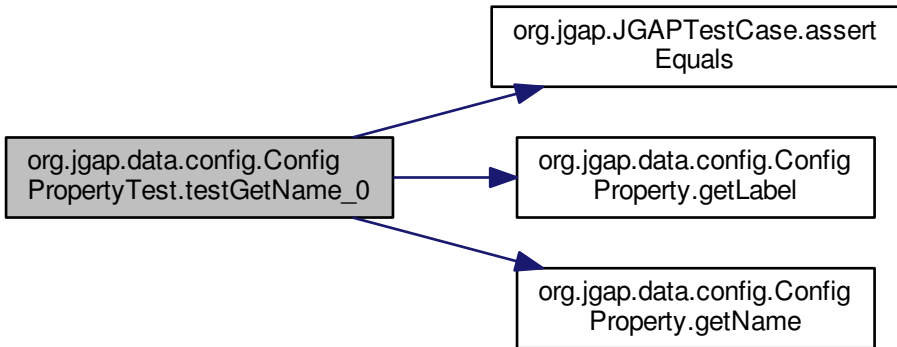 org.jgap.JGAPTestCase.assert
Equals
org.jgap.data.config.Config
PropertyTest.testGetName_0
org.jgap.data.config.Config
Property.getLabel
org.jgap.data.config.Config
Property.getName